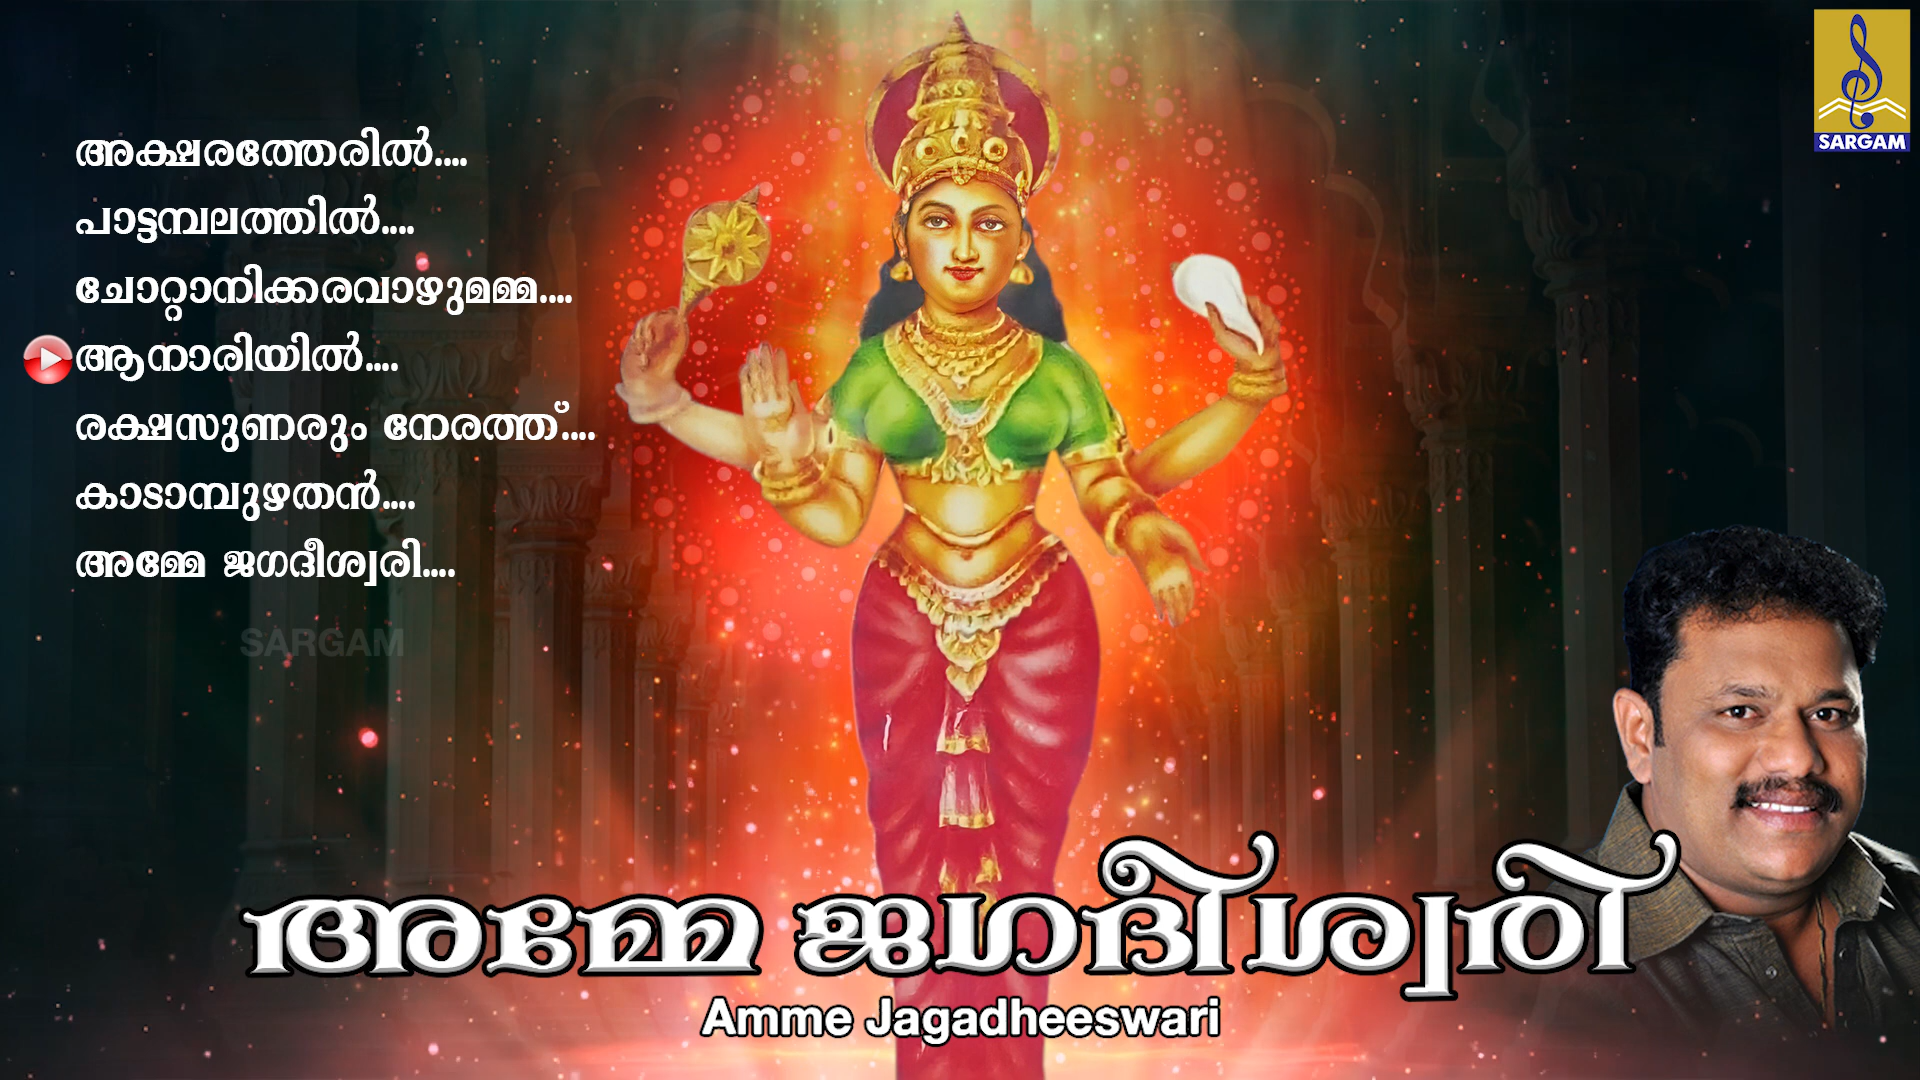 SARGAM
അക്ഷരത്തേരിൽ....
പാട്ടമ്പലത്തിൽ....
ചോറ്റാനിക്കരവാഴുമമ്മ....
ആനാരിയിൽ....
രക്ഷസുണരും നേരത്ത്....
കാടാമ്പുഴതൻ....
അമ്മേ ജഗദീശ്വരി....
SARGAM
അമ്മേ ജഗദീശ്വരി
Amme Jagadheeswari